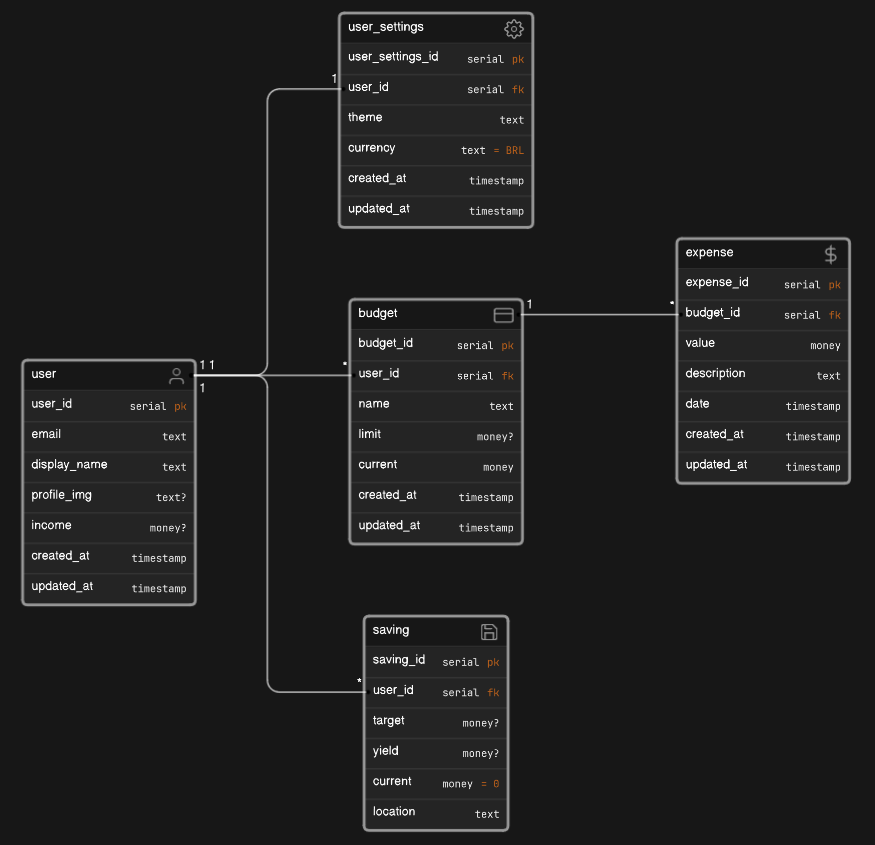 user_settings
user_settings_id serial pk
1
user_id serial fk
theme text
currency text = BRL
created_at timestamp
updated_at timestamp
expense $
expense_id serial pk
*
budget_id serial fk
value money
description text
date timestamp
created_at timestamp
updated_at timestamp
budget
1
budget_id serial pk
*
user_id serial fk
name text
limit money?
current money
created_at timestamp
updated_at timestamp
user
1 1
1
user_id serial pk
email text
display_name text
profile_img text?
income money?
created_at timestamp
updated_at timestamp
saving
saving_id serial pk
*
user_id serial fk
target money?
yield money?
current money = 0
location text